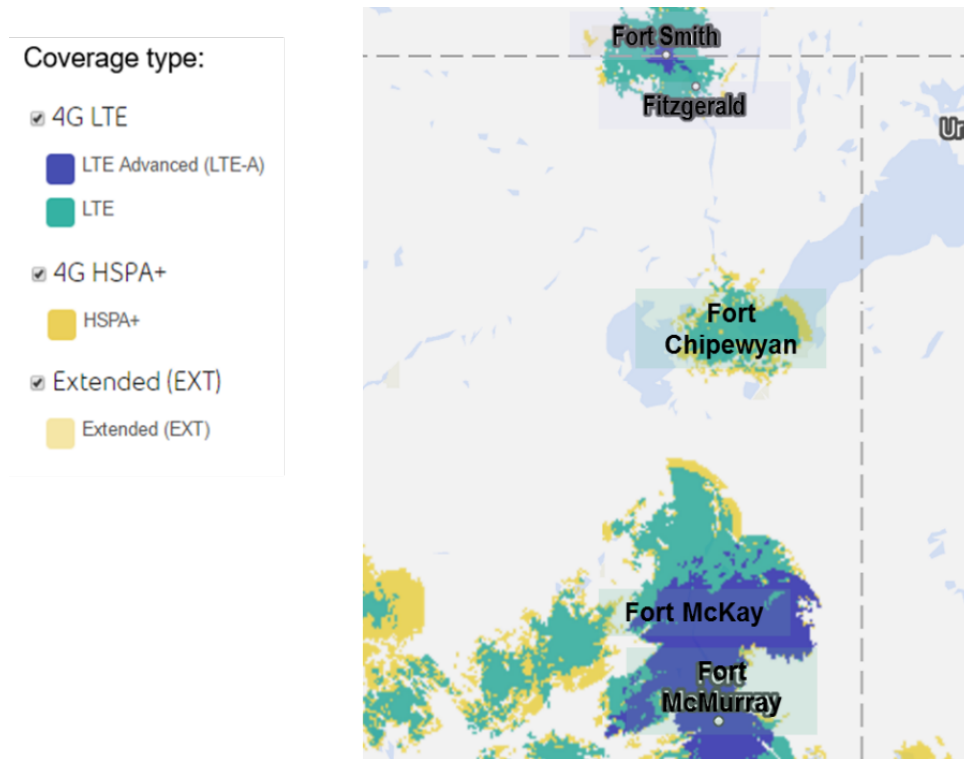 Coverage type:
4G LTE
LTE Advanced (LTE-A)
LTE
4G HSPA+
HSPA+
Extended (EXT)
Extended (EXT)
Fort Smith
Fitzgerald
Fort
Chipewyan
Fort McKay
Fort
McMurray